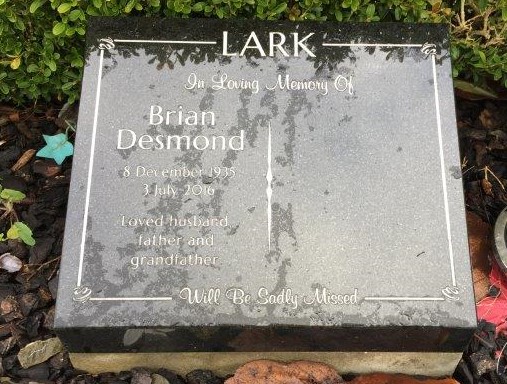 LARK
In Loving Memory Of
Brian
Desmond
8 December 1935
3 July 2016
Loved husband
father and
grandfather
Will Be Sadly Missed